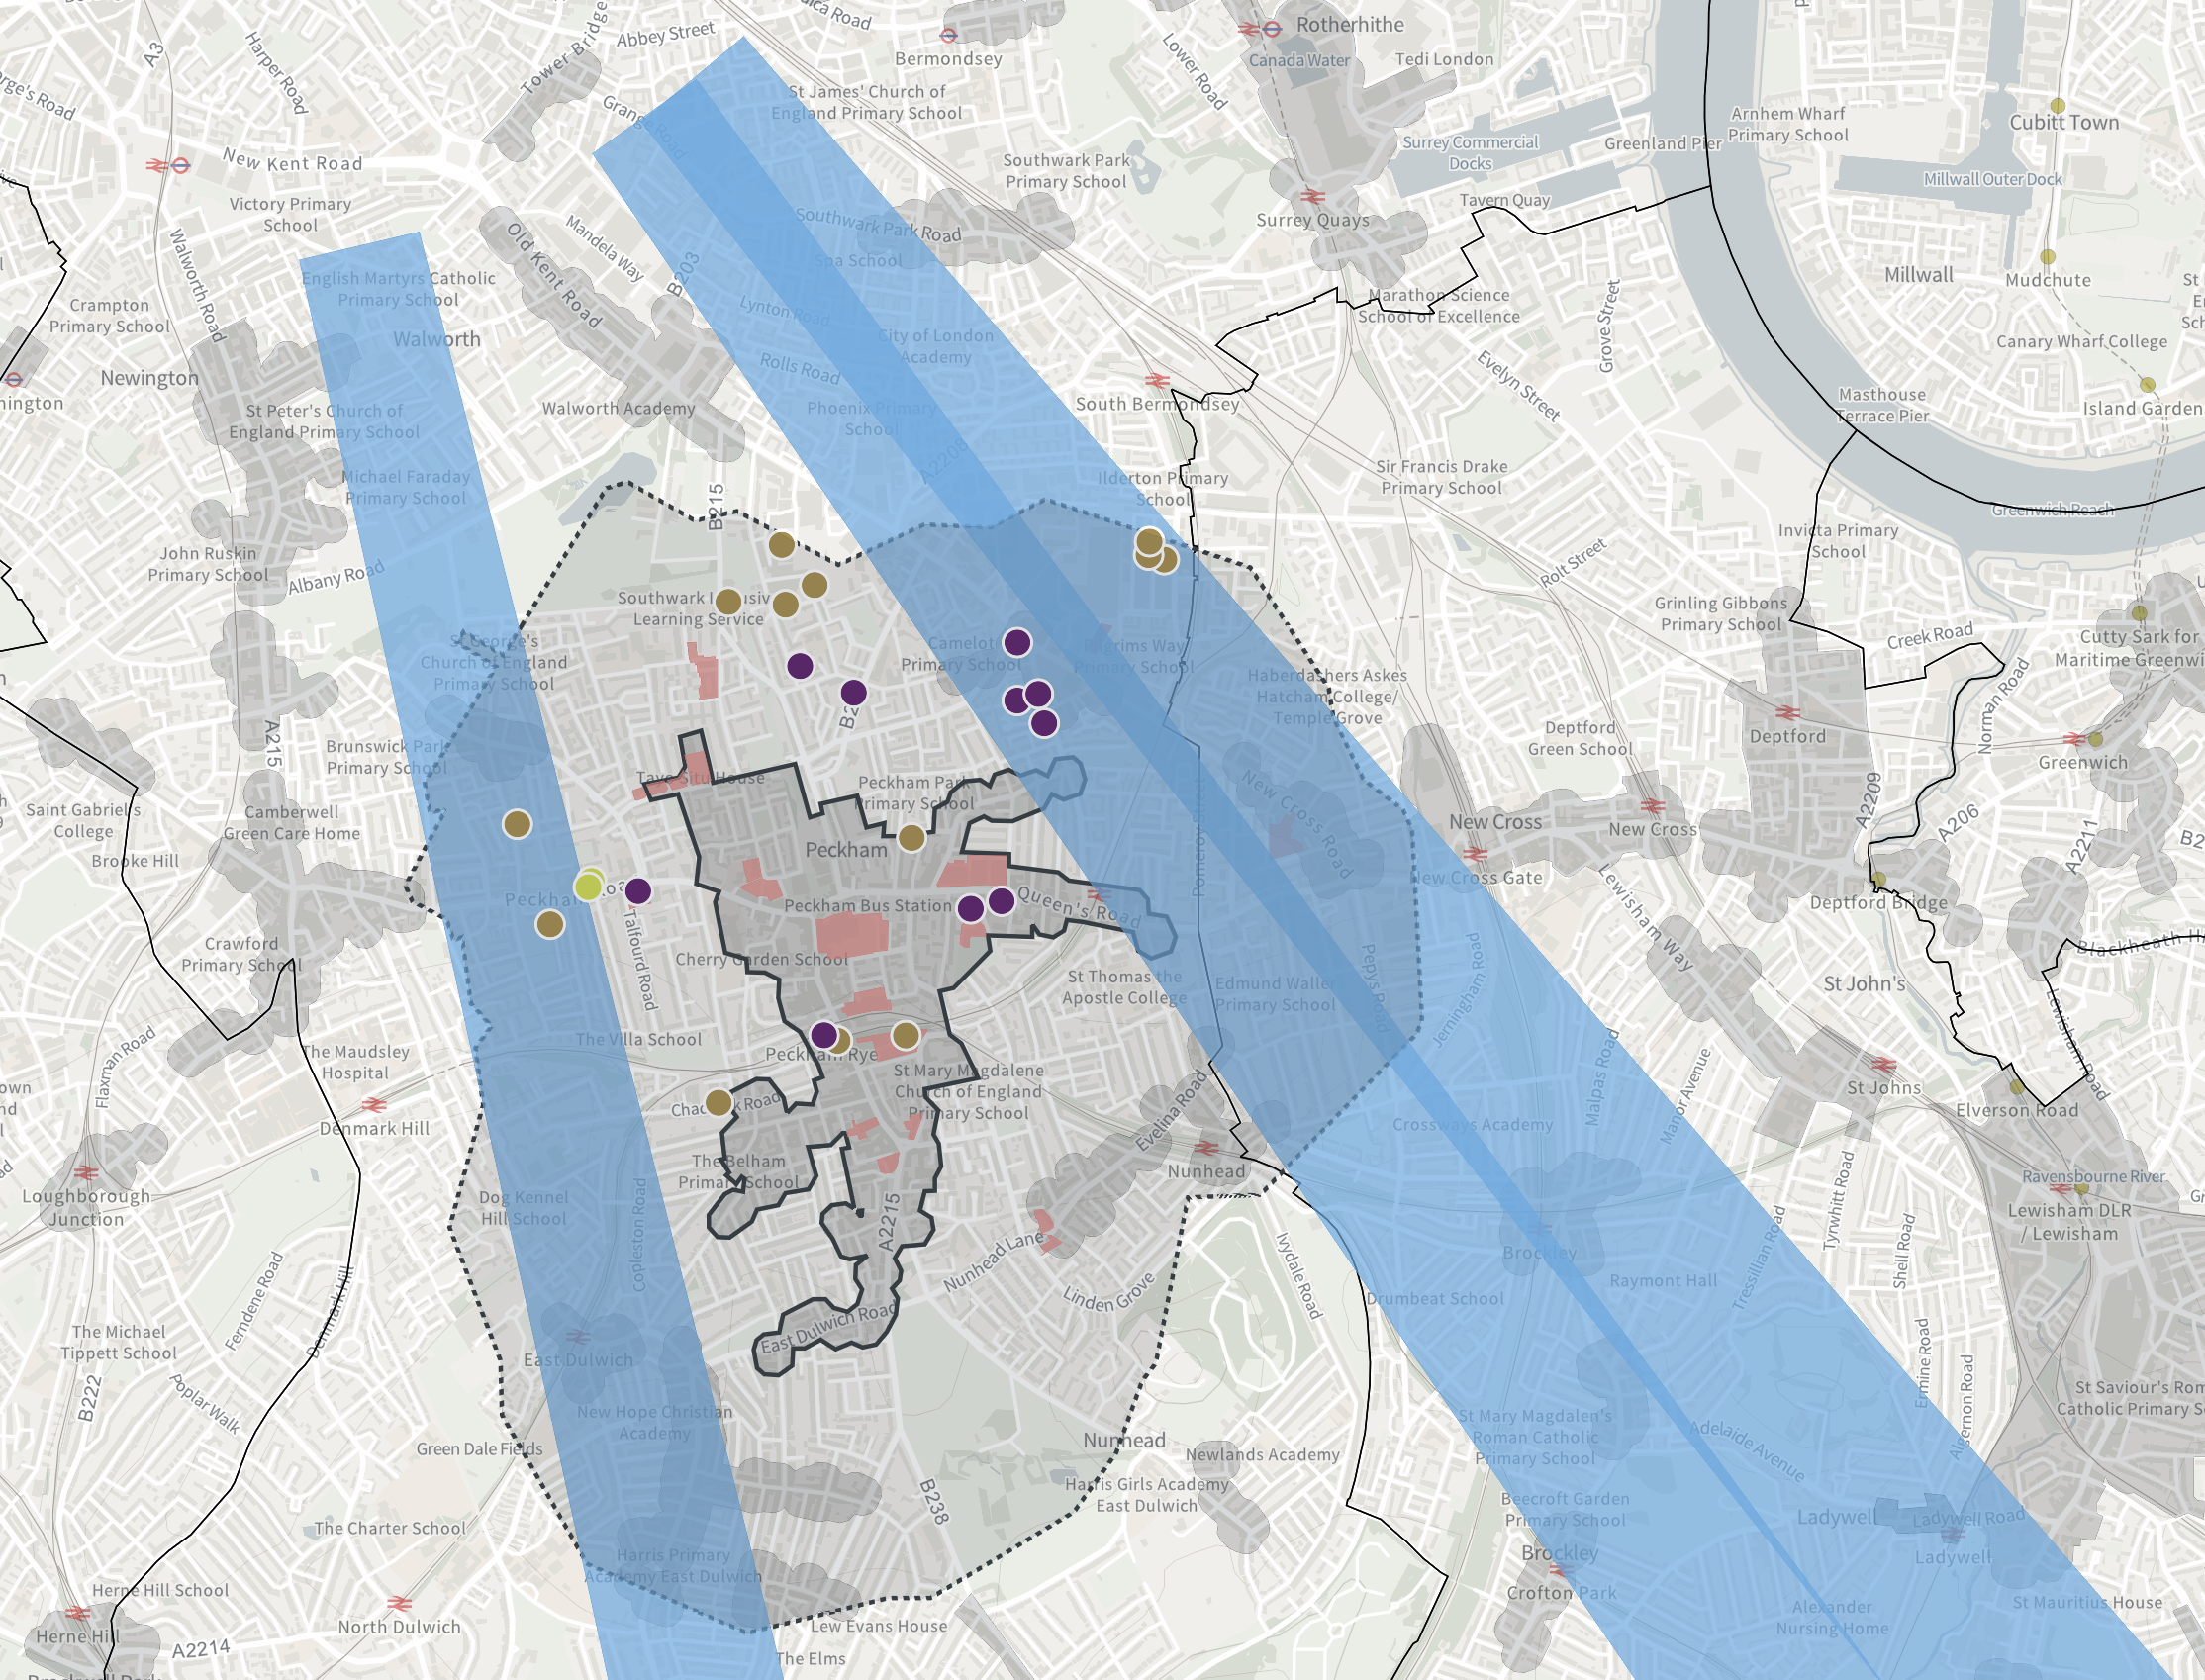 Abbey Street
Rotherhithe
A3
Harper Road
Tower Bridge
Bermondsey
Lower Road
Canada Water
Tedi London
St James' Church of
England Primary School
Grange Road
Arnhem Wharf
Primary School
Cubitt Town
Surrey Commercial
Docks
Greenland Pier
New Kent Road
Southwark Park
Primary School
Millwall Outer Dock
Victory Primary
School
Tavern Quay
Surrey Quays
Walworth Road
Old Kent Road
Mandela Way
Southwark Park Road
Spa School
B203
Millwall
Mudchute
English Martyrs Catholic
Primary School
Crampton
Primary School
Lynton Road
Marathon Science
School of Excellence
Grove Street
Walworth
City of London
Academy
Canary Wharf College
Newington
Rolls Road
Evelyn Street
St Peter's Church of
England Primary School
Walworth Academy
Phoenix Primary
School
South Bermondsey
Masthouse
Terrace Pier
Island Garden
A2208
Michael Faraday
Primary School
B215
Ilderton Primary
School
Sir Francis Drake
Primary School
Greenwich Reach
Invicta Primary
School
John Ruskin
Primary School
Albany Road
Rolt Street
Southwark
Learning Service
Grinling Gibbons
Primary School
Creek Road
Cutty Sark for
Maritime Greenwi
St George's
Church of England
Primary School
Camelot
Primary School
Pilgrims Way
Primary School
Haberdashers Askes
Hatcham College/
Temple Grove
Norman Road
A215
Brunswick Park
Primary School
Deptford
Green School
Deptford
Greenwich
Peckham Park
Primary School
New Cross Road
A2209
Saint Gabriel's
College
Camberwell
Green Care Home
Peckham
Pomeroy Street
New Cross
New Cross
A206
A2211
Brooke Hill
New Cross Gate
Lewisham Way
Deptford Bridge
Peckham Road
Talfourd Road
Peckham Bus Station
Queen's Road
Crawford
Primary School
Cherry Garden School
St Thomas the
Apostle College
Edmund Waller
Primary School
Pepys Road
Jerningham Road
St John's
Blackheath H
Flaxman Road
The Maudsley
Hospital
The Villa School
Peckham Rye
St Mary Magdalene
Church of England
Primary School
Malpas Road
Manor Avenue
St Johns
Elverson Road
Lewisham Road
Denmark Hill
Evelina Road
Crossways Academy
Nunhead
Loughborough
Junction
Dog Kennel
Hill School
The Belham
Primary School
Copleston Road
A2215
Nunhead Lane
Ivydale Road
Brockley
Tyrwhitt Road
Ravensbourne River
Lewisham DLR
/ Lewisham
Ferndene Road
Denmark Hill
Linden Grove
Drumbeat School
Raymont Hall
Tressillian Road
Shell Road
The Michael
Tippett School
East Dulwich
East Dulwich Road
B222
Poplar Walk
New Hope Christian
Academy
Green Dale Fields
Nunhead
Newlands Academy
St Mary Magdalen's
Roman Catholic
Primary School
Adelaide Avenue
Ermine Road
Algernon Road
St Saviour's Rom
Catholic Primary S
Harris Girls Academy
East Dulwich
B238
The Charter School
Beecroft Garden
Primary School
Ladywell
Ladywell Road
Ladywell
Harris Primary
Academy East Dulwich
Brockley
Crofton Park
Herne Hill School
Herne Hill
North Dulwich
A2214
Lew Evans House
The Elms
Alexander
Nursing Home
St Mauritius House